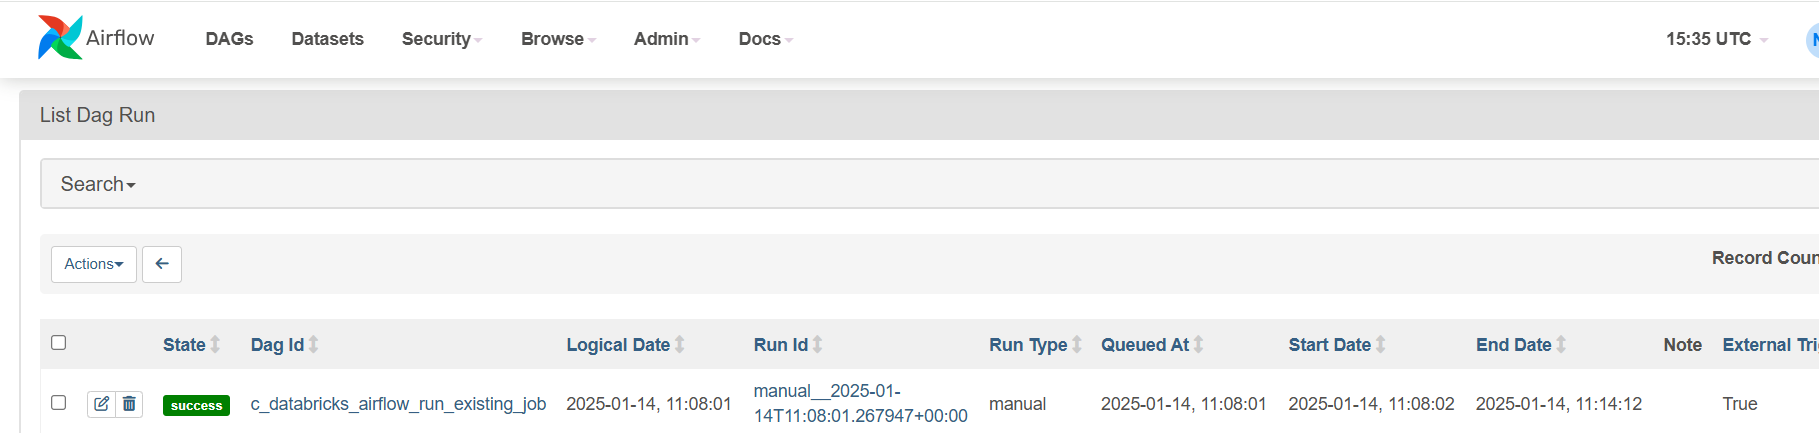 Airflow DAGs Datasets Security Browse Admin Docs 15:35 UTC N
List Dag Run
Search
Actions
Record Coun
State Dag Id Logical Date Run Id Run Type Queued At Start Date End Date Note External Tri
success c_databricks_airflow_run_existing_job 2025-01-14, 11:08:01 manual__2025-01- manual 2025-01-14, 11:08:01 2025-01-14, 11:08:02 2025-01-14, 11:14:12 True
14T11:08:01.267947+00:00